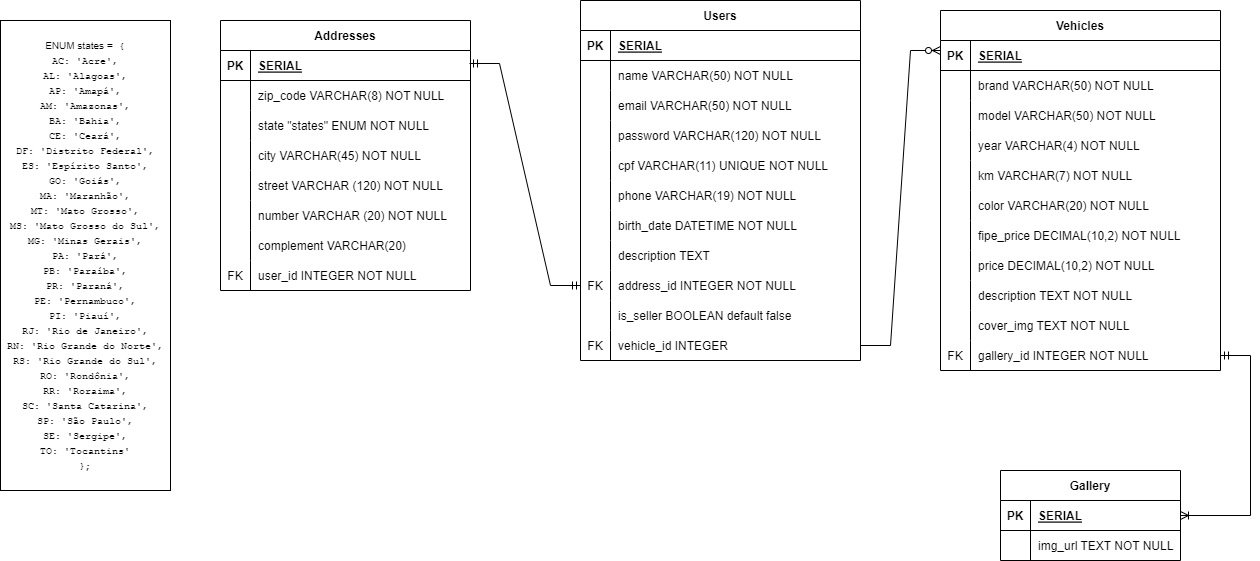 ENUM states = {
AC: 'Acre',
AL: 'Alagoas',
AP: 'Amapá',
AM: 'Amazonas',
BA: 'Bahia',
CE: 'Ceará',
DF: 'Distrito Federal',
ES: 'Espírito Santo',
GO: 'Goiás',
MA: 'Maranhão',
MT: 'Mato Grosso',
MS: 'Mato Grosso do Sul',
MG: 'Minas Gerais',
PA: 'Pará',
PB: 'Paraíba',
PR: 'Paraná',
PE: 'Pernambuco',
PI: 'Piauí',
RJ: 'Rio de Janeiro',
RN: 'Rio Grande do Norte',
RS: 'Rio Grande do Sul',
RO: 'Rondônia',
RR: 'Roraima',
SC: 'Santa Catarina',
SP: 'São Paulo',
SE: 'Sergipe',
TO: 'Tocantins'
};
Addresses
PK SERIAL
zip_code VARCHAR(8) NOT NULL
state "states" ENUM NOT NULL
city VARCHAR(45) NOT NULL
street VARCHAR (120) NOT NULL
number VARCHAR (20) NOT NULL
complement VARCHAR(20)
FK user_id INTEGER NOT NULL
Users
PK SERIAL
name VARCHAR(50) NOT NULL
email VARCHAR(50) NOT NULL
password VARCHAR(120) NOT NULL
cpf VARCHAR(11) UNIQUE NOT NULL
phone VARCHAR(19) NOT NULL
birth_date DATETIME NOT NULL
description TEXT
FK address_id INTEGER NOT NULL
is_seller BOOLEAN default false
FK vehicle_id INTEGER
Vehicles
PK SERIAL
brand VARCHAR(50) NOT NULL
model VARCHAR(50) NOT NULL
year VARCHAR(4) NOT NULL
km VARCHAR(7) NOT NULL
color VARCHAR(20) NOT NULL
fipe_price DECIMAL(10,2) NOT NULL
price DECIMAL(10,2) NOT NULL
description TEXT NOT NULL
cover_img TEXT NOT NULL
FK gallery_id INTEGER NOT NULL
Gallery
PK SERIAL
img_url TEXT NOT NULL